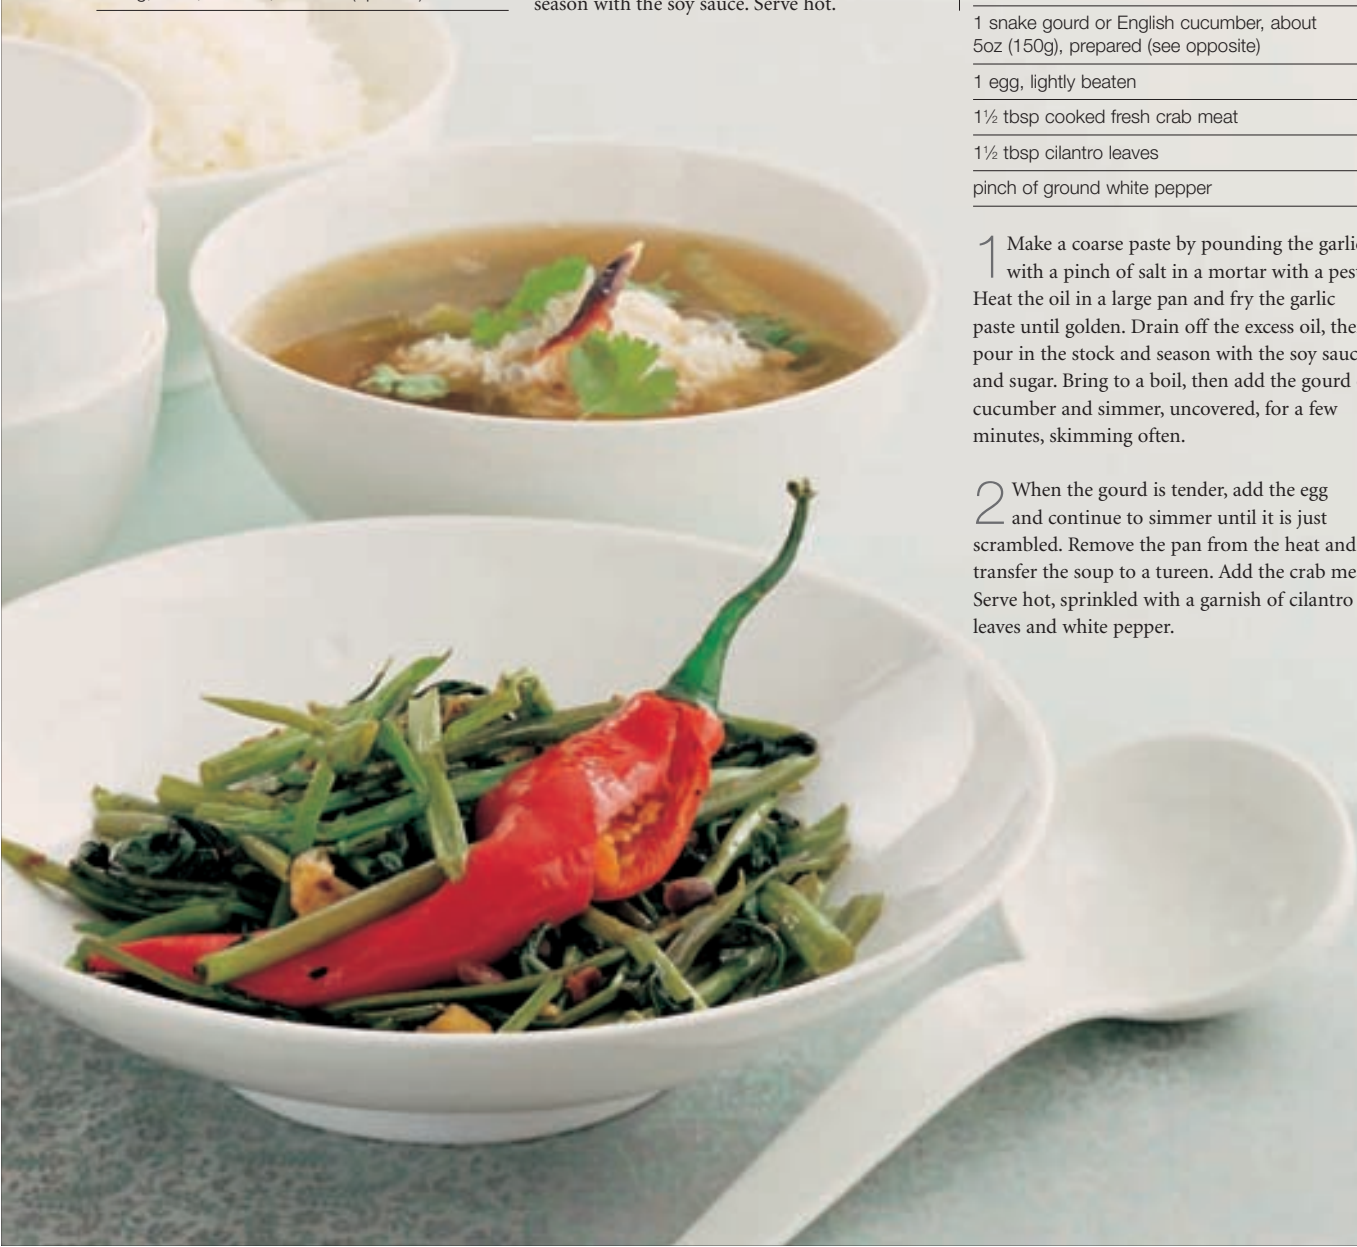 season with the soy sauce. Serve hot.
1 snake gourd or English cucumber, about
5oz (150g), prepared (see opposite)
1 egg, lightly beaten
1½ tbsp cooked fresh crab meat
1½ tbsp cilantro leaves
pinch of ground white pepper
1 Make a coarse paste by pounding the garlic
with a pinch of salt in a mortar with a
Heat the oil in a large pan and fry the garlic
paste until golden. Drain off the excess oil,
pour in the stock and season with the soy
and sugar. Bring to a boil, then add the gourd
cucumber and simmer, uncovered, for a few
minutes, skimming often.
2 When the gourd is tender, add the egg
and continue to simmer until it is just
scrambled. Remove the pan from the heat and
transfer the soup to a tureen. Add the crab
Serve hot, sprinkled with a garnish of cilantro
leaves and white pepper.